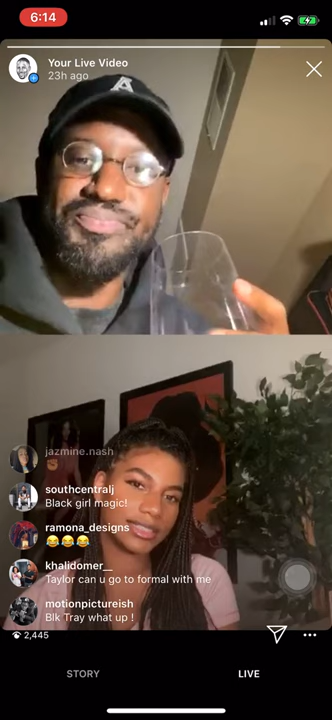 6:14
Your Live Video
23h ago
A
jazmine.nash
southcentralj
Black girl magic!
ramona_designs
😂😂😂
khalidomer__
Taylor can u go to formal with me
motionpictureish
Blk Tray what up !
2,445
STORY
LIVE